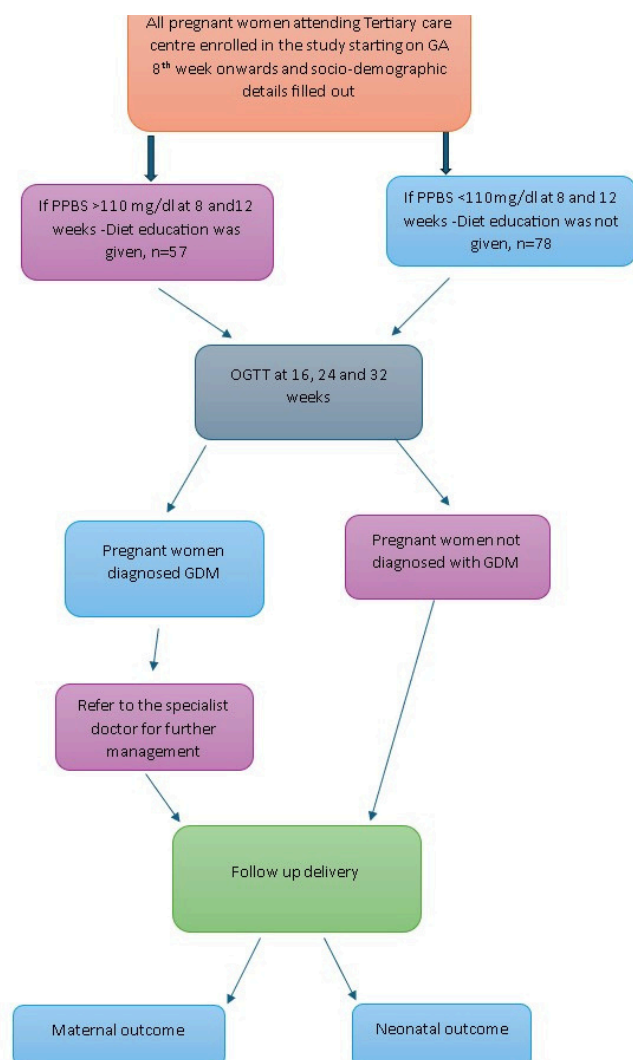 All pregnant women attending Tertiary care
centre enrolled in the study starting on GA
8th week onwards and socio-demographic
details filled out
If PPBS >110 mg/dl at 8 and12
weeks -Diet education was
given, n=57
If PPBS <110mg/dl at 8 and 12
weeks -Diet education was not
given, n=78
OGTT at 16, 24 and 32
weeks
Pregnant women
diagnosed GDM
Pregnant women not
diagnosed with GDM
Refer to the specialist
doctor for further
management
Follow up delivery
Maternal outcome
Neonatal outcome